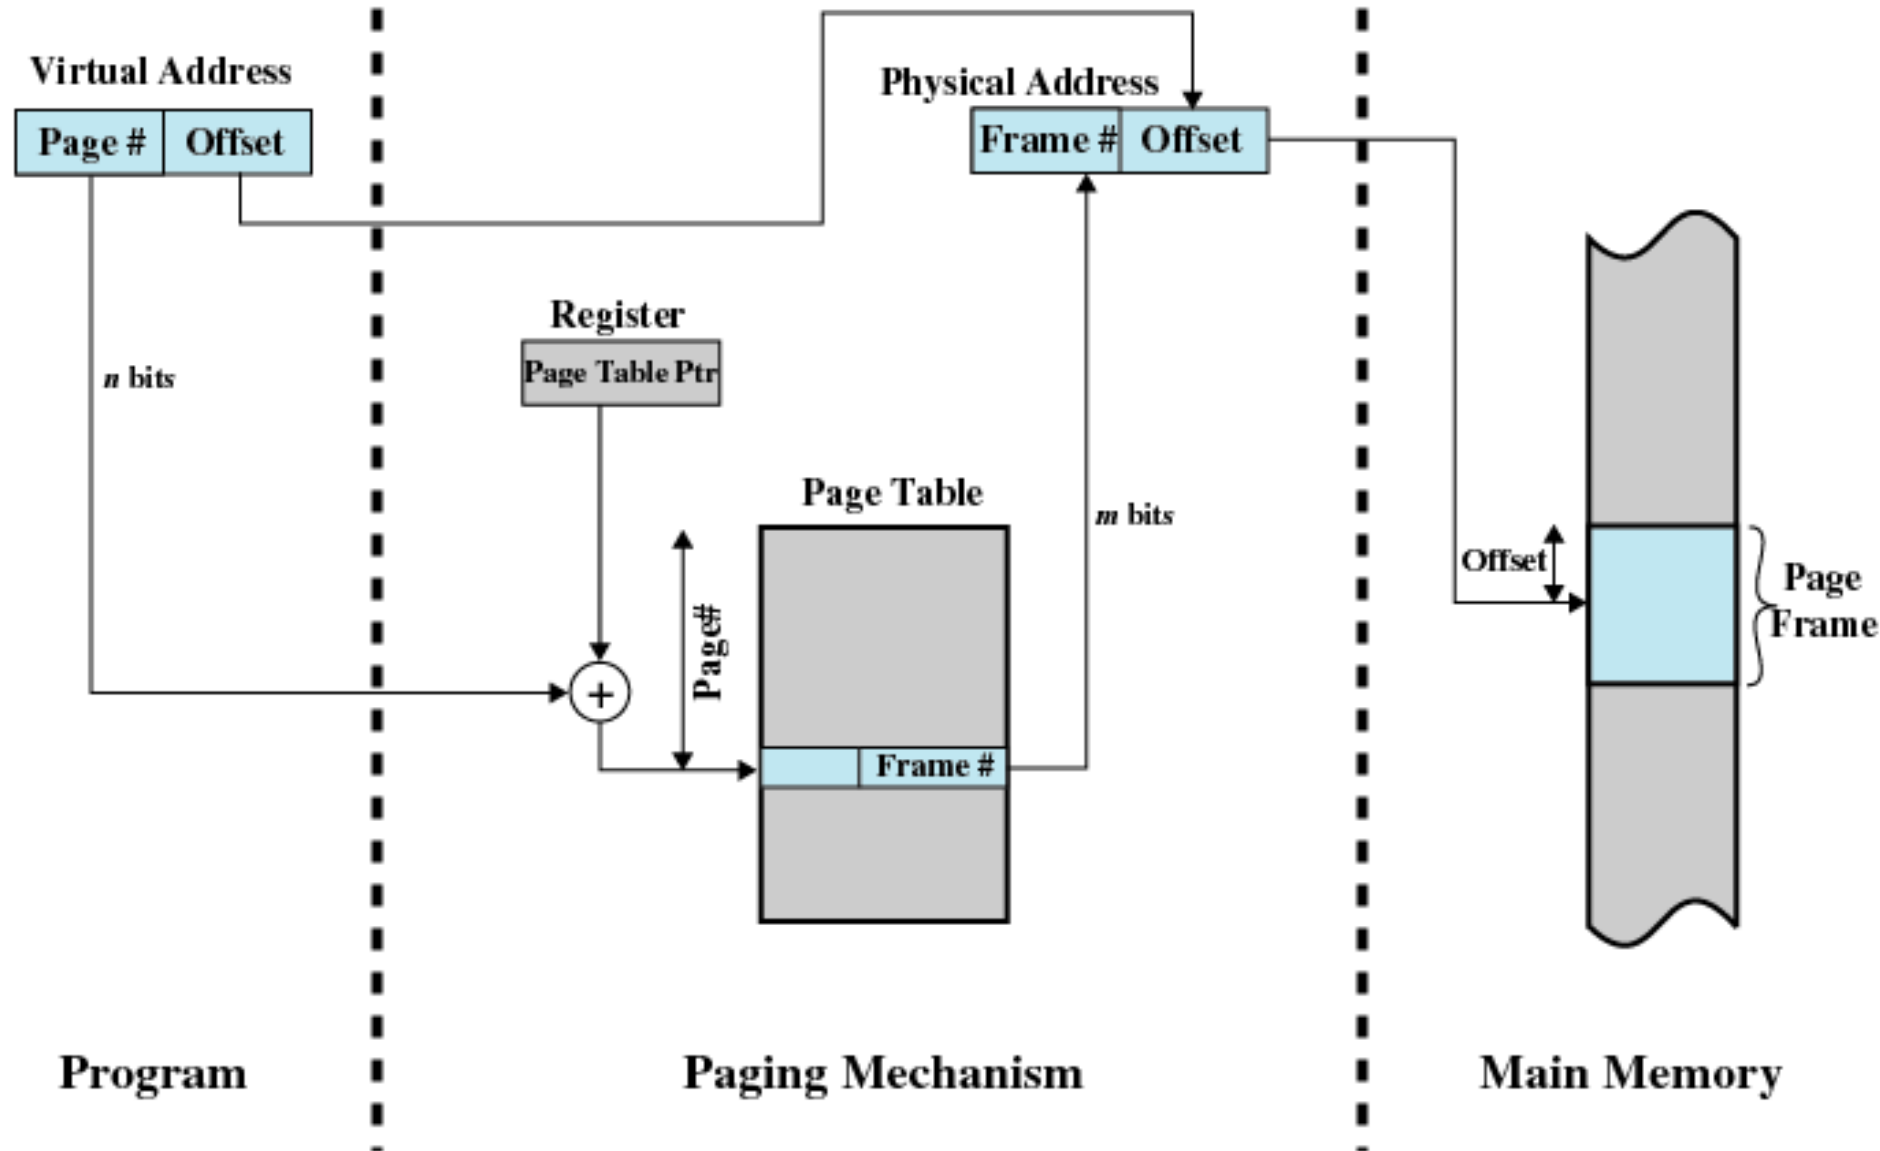 Virtual Address
Page #
Offset
Physical Address
Frame #
Offset
Register
Page Table Ptr
n bits
Page Table
m bits
Page#
+
Frame #
Offset
Page
Frame
Program
Paging Mechanism
Main Memory